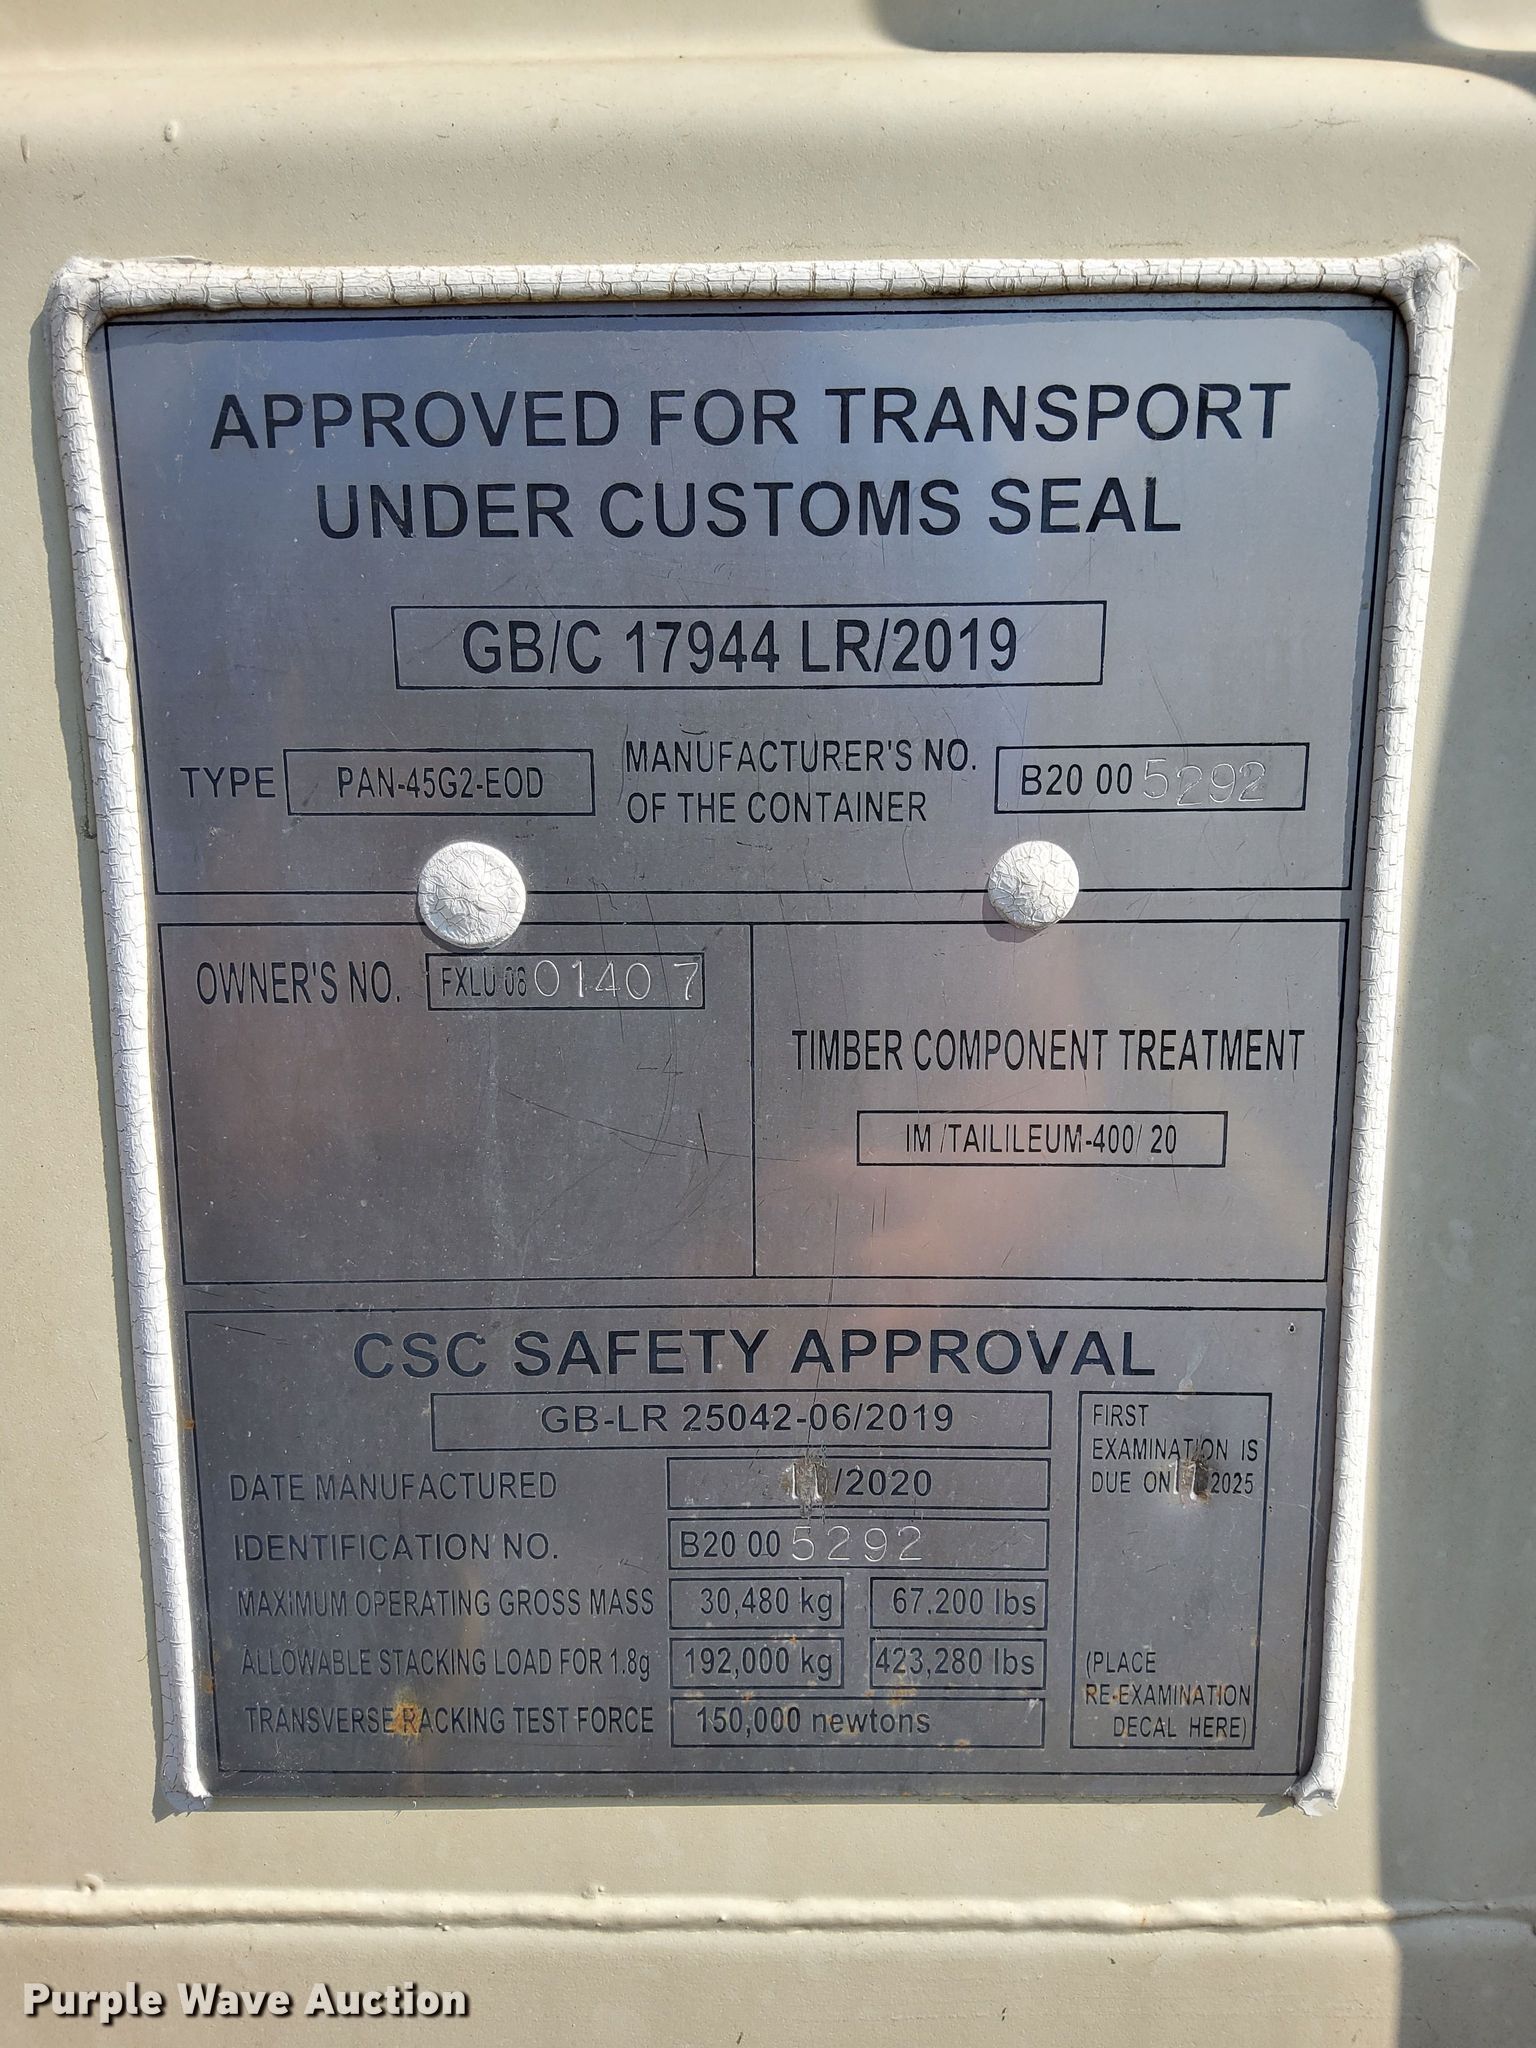 APPROVED FOR TRANSPORT
UNDER CUSTOMS SEAL
GB/C 17944 LR/2019
TYPE PAN-45G2-EOD
MANUFACTURER'S NO.
OF THE CONTAINER
B20 00 5292
OWNER'S NO. FXLU 08 0140 7
TIMBER COMPONENT TREATMENT
IM /TAILILEUM-400/ 20
CSC SAFETY APPROVAL
GB-LR 25042-06/2019
DATE MANUFACTURED 11/2020
IDENTIFICATION NO. B20 00 5292
MAXIMUM OPERATING GROSS MASS 30,480 kg 67.200 lbs
ALLOWABLE STACKING LOAD FOR 1.8g 192,000 kg 423,280 lbs
TRANSVERSE RACKING TEST FORCE 150,000 newtons
FIRST
EXAMINATION IS
DUE ON 2025
(PLACE
RE-EXAMINATION
DECAL HERE)
Purple Wave Auction